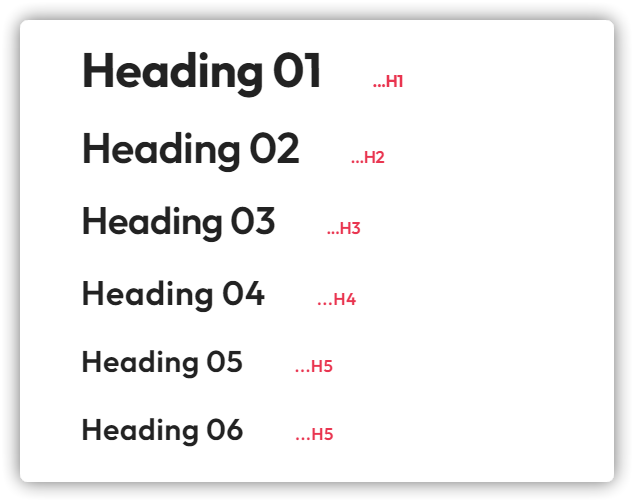 Heading 01 ...H1
Heading 02 ...H2
Heading 03 ...H3
Heading 04 ...H4
Heading 05 ...H5
Heading 06 ...H5